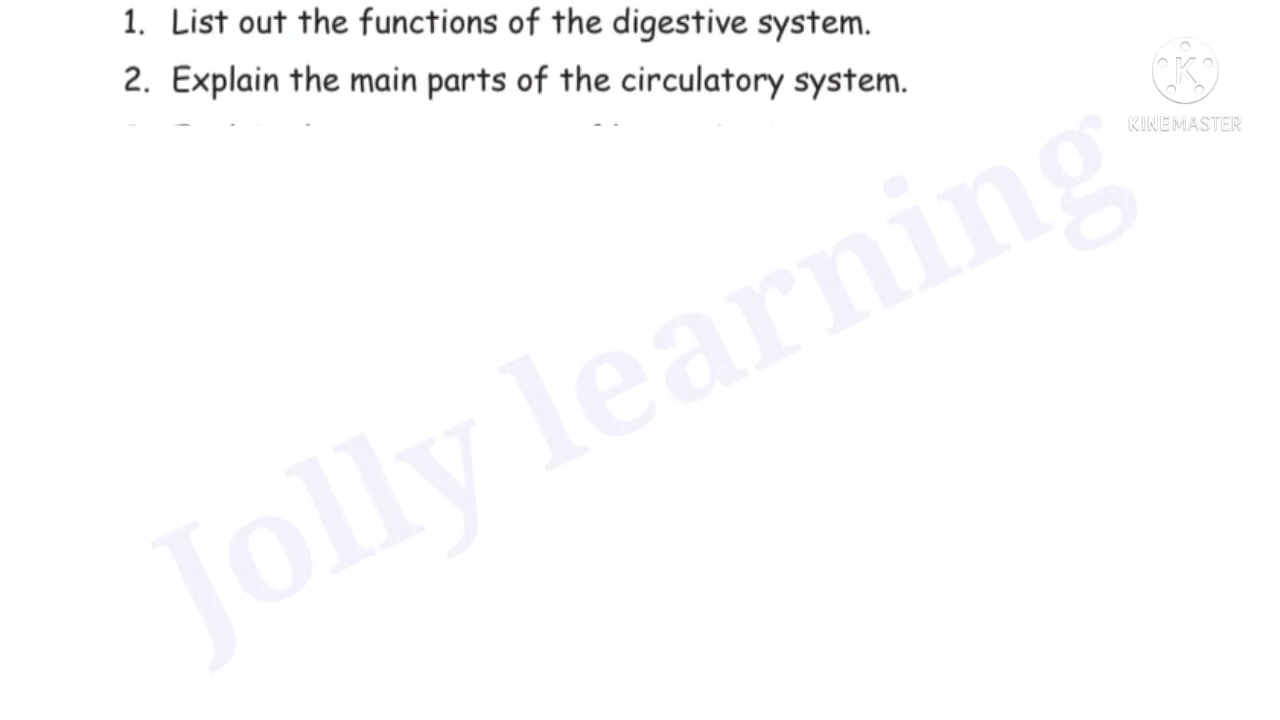 1. List out the functions of the digestive system.
2. Explain the main parts of the circulatory system.
K
KINEMASTER
Jolly learning